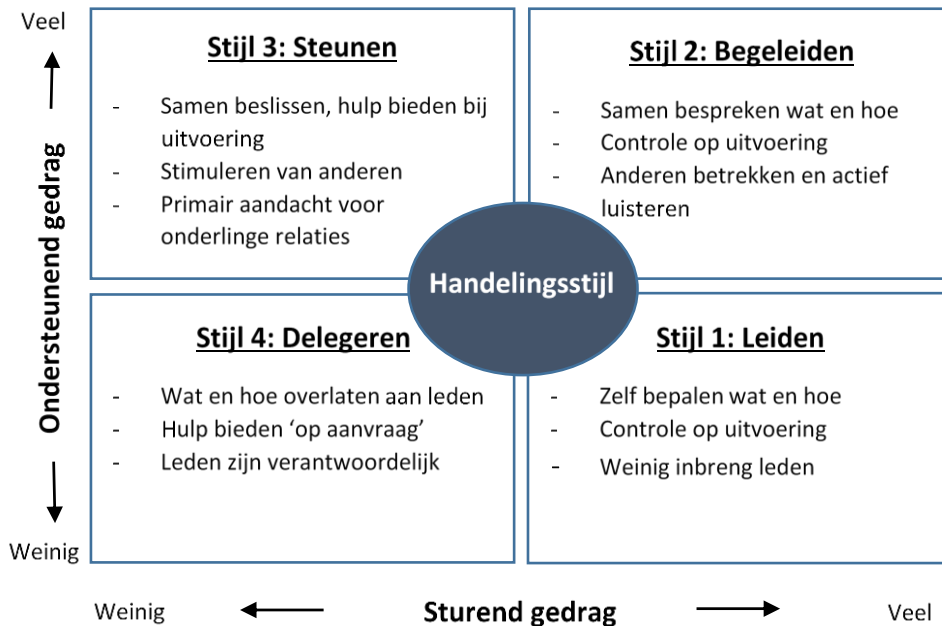 Veel
Ondersteunend gedrag
Weinig
Stijl 3: Steunen
- Samen beslissen, hulp bieden bij
uitvoering
- Stimuleren van anderen
- Primair aandacht voor
onderlinge relaties
Stijl 2: Begeleiden
- Samen bespreken wat en hoe
- Controle op uitvoering
- Anderen betrekken en actief
luisteren
Handelingsstijl
Stijl 4: Delegeren
- Wat en hoe overlaten aan leden
- Hulp bieden ‘op aanvraag’
- Leden zijn verantwoordelijk
Stijl 1: Leiden
- Zelf bepalen wat en hoe
- Controle op uitvoering
- Weinig inbreng leden
Weinig
Sturend gedrag
Veel